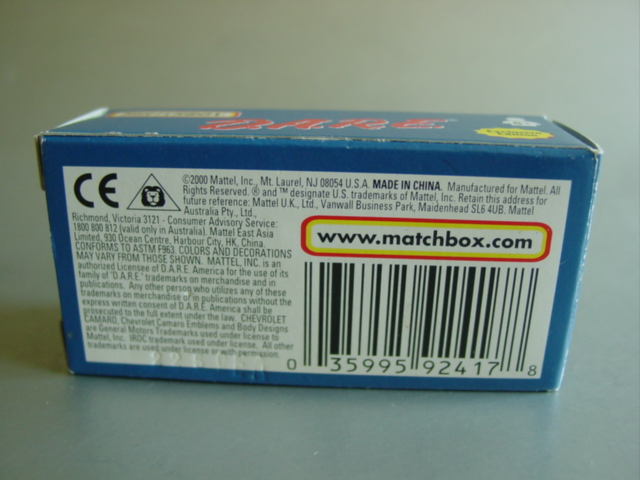 D.A.R.E.
CE
©2000 Mattel, Inc., Mt. Laurel, NJ 08054 U.S.A. MADE IN CHINA. Manufactured for Mattel. All
Rights Reserved. ® and ™ designate U.S. trademarks of Mattel, Inc. Retain this address for
future reference: Mattel U.K., Ltd., Vanwall Business Park, Maidenhead SL6 4UB. Mattel
Australia Pty., Ltd.,
Richmond, Victoria 3121 - Consumer Advisory Service:
1800 800 812 (valid only in Australia). Mattel East Asia
Limited, 930 Ocean Centre, Harbour City, HK, China.
CONFORMS TO ASTM F963. COLORS AND DECORATIONS
MAY VARY FROM THOSE SHOWN. MATTEL, INC. is an
authorized Licensee of D.A.R.E. America for the use of its
family of "D.A.R.E." trademarks on merchandise and in
publications. Any other person who utilizes any of these
trademarks on merchandise or in publications without the
express written consent of D.A.R.E. America shall be
prosecuted to the full extent under the law. CHEVROLET
CAMARO, Chevrolet Camaro Emblems and Body Designs
are General Motors Trademarks used under license to
Mattel, Inc. IROC trademark used under license. All other
trademarks are used under license or with permission.
www.matchbox.com
0 35995 92417 8